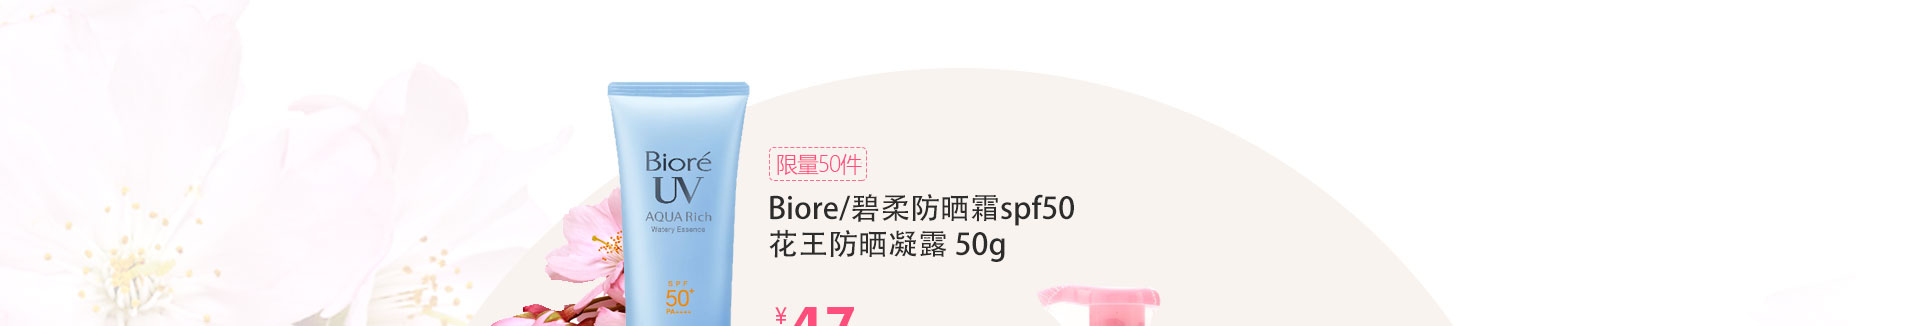 Bioré
UV
AQUA Rich
Watery Essence
SPF
50+
PA++++
限量50件
Biore/碧柔防晒霜spf50
花王防晒凝露 50g
¥47